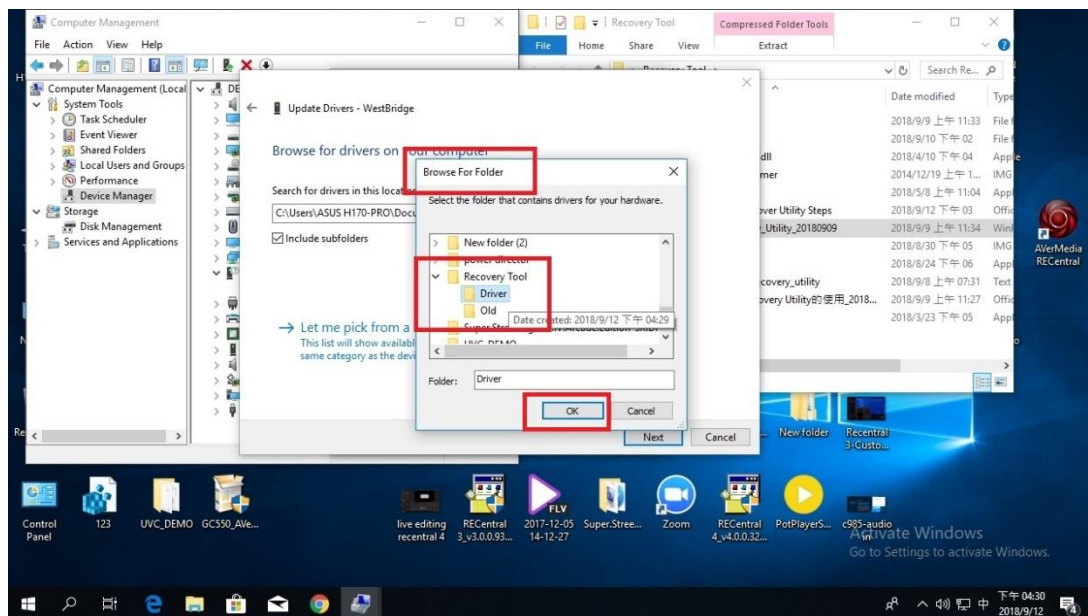 Computer Management
File Action View Help
Computer Management (Local
System Tools
Task Scheduler
Event Viewer
Shared Folders
Local Users and Groups
Performance
Device Manager
Storage
Disk Management
Services and Applications
Update Drivers - WestBridge
Browse for drivers on your computer
Search for drivers in this location
C:\Users\ASUS H170-PRO\Docu
Include subfolders
Let me pick from a
This list will show availabl
same category as the devi
Next
Cancel
Browse For Folder
Select the folder that contains drivers for your hardware.
New folder (2)
power director
Recovery Tool
Driver
Old
Date created: 2018/9/12 下午 04:29
UVC_DEMO
Folder:
Driver
OK
Cancel
Recovery Tool
Compressed Folder Tools
File Home Share View Extract
Recovery Tool
Search Re...
Date modified Type
2018/9/9 上午 11:33 File f
2018/9/10 下午 02 File f
dll 2018/4/10 下午 04 Apple
mer 2014/12/19 上午 1... IMG
2018/5/8 上午 11:04 Appl
over Utility Steps 2018/9/12 下午 03 Offic
_Utility_20180909 2018/9/9 上午 11:34 Winl
2018/8/30 下午 05 IMG
2018/8/24 下午 06 Appl
ecovery_utility 2018/9/8 上午 07:31 Text
overy Utility的使用_2018... 2018/9/9 上午 11:27 Offic
2018/3/23 下午 05 Appl
AVerMedia
RECentral
New folder
Recentral
3-Custo...
Control
Panel
123
UVC_DEMO
GC550_AVe...
live editing
recentral 4
RECentral
3_v3.0.0.93...
FLV
2017-12-05
14-12-27
Super.Stree...
Zoom
RECentral
4_v4.0.0.32...
PotPlayerS...
c985-audio
in
Activate Windows
Go to Settings to activate Windows.
中
下午 04:30
2018/9/12